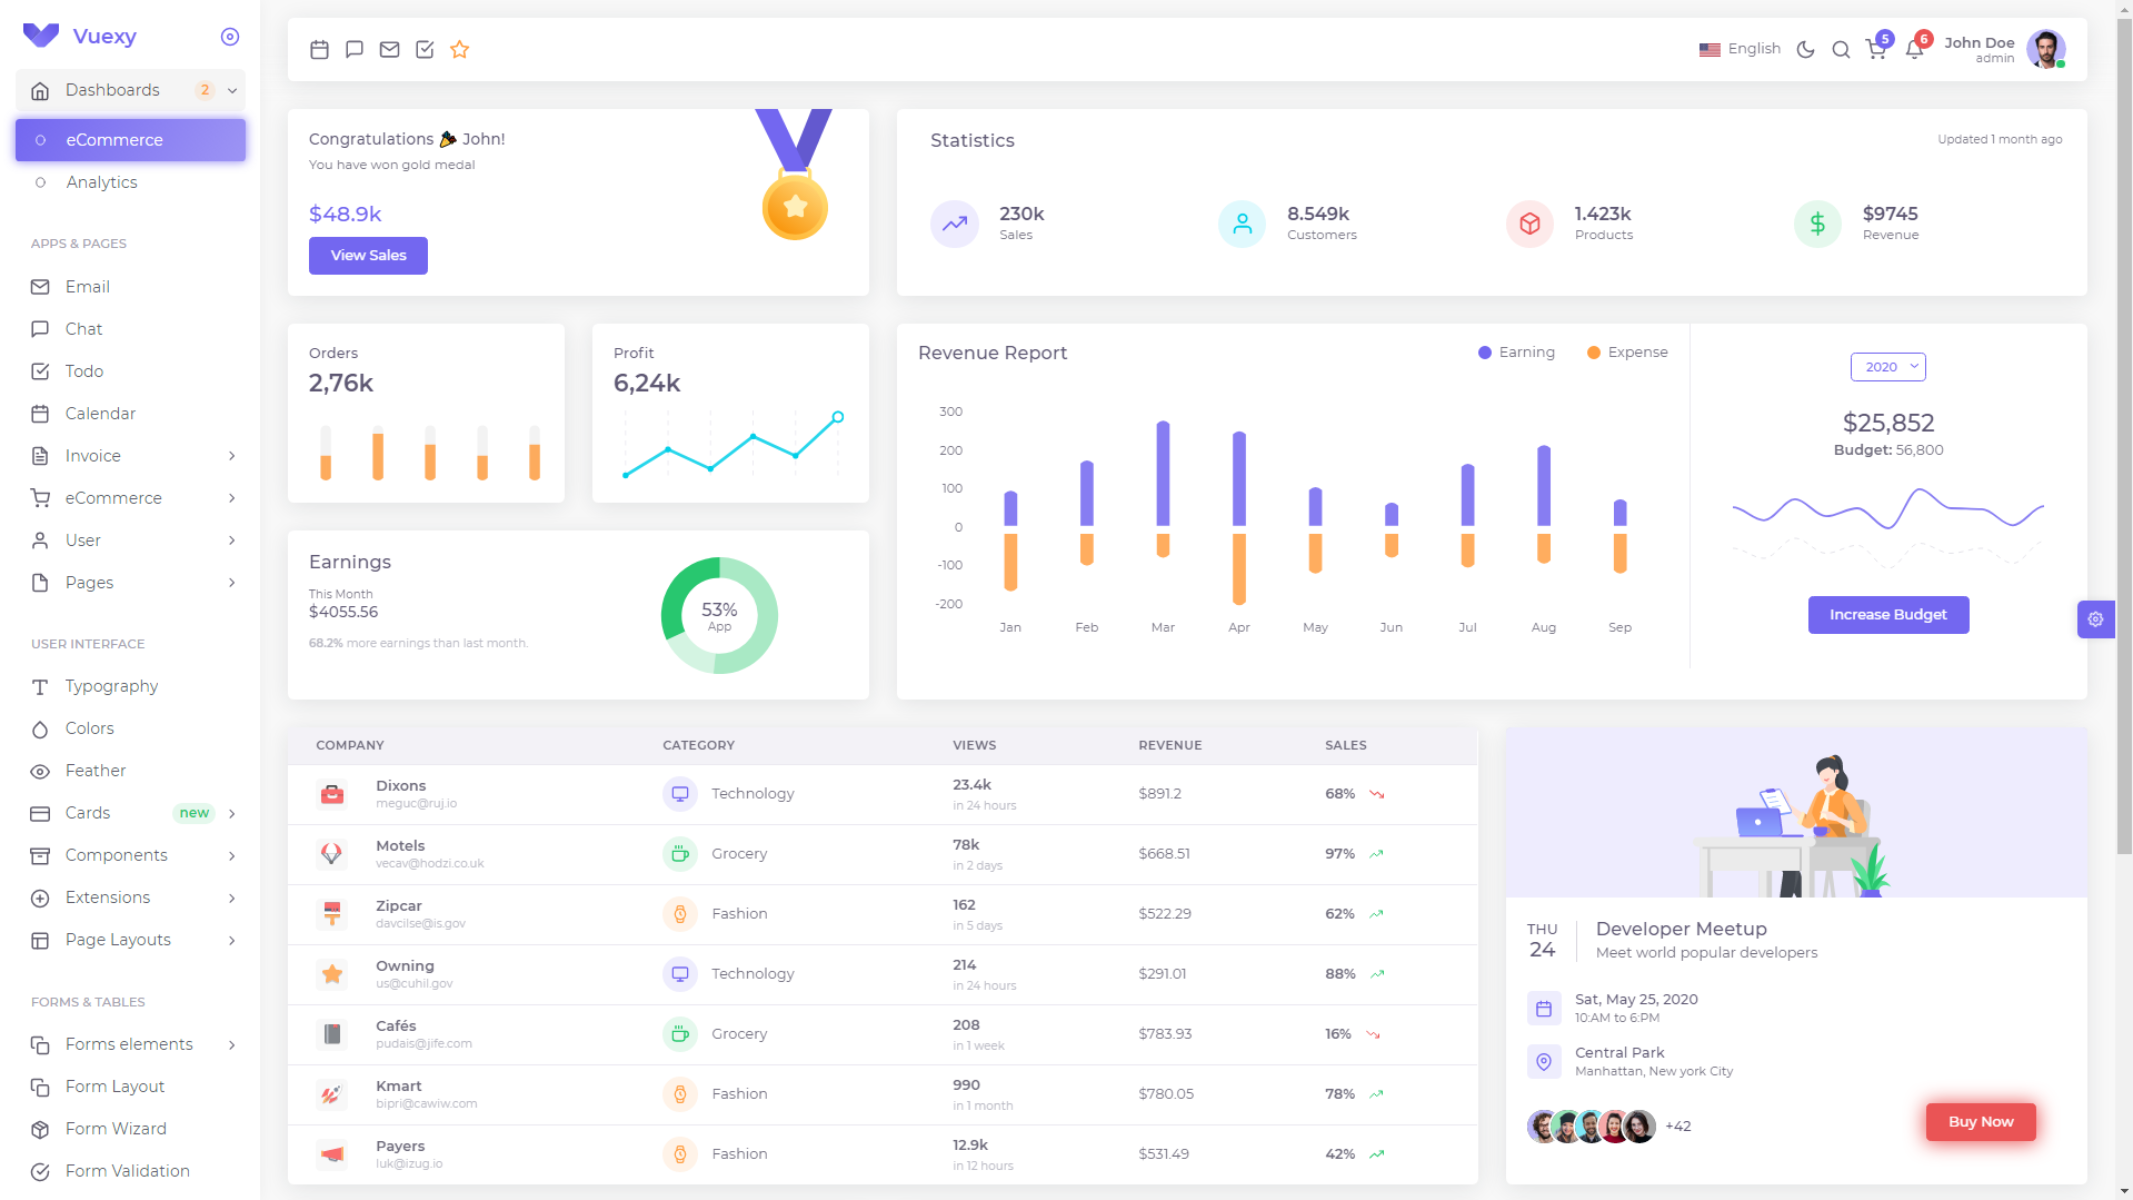 Vuexy
Dashboards 2
eCommerce
Analytics
APPS & PAGES
Email
Chat
Todo
Calendar
Invoice
eCommerce
User
Pages
USER INTERFACE
Typography
Colors
Feather
Cards new
Components
Extensions
Page Layouts
FORMS & TABLES
Forms elements
Form Layout
Form Wizard
Form Validation
English
5
6
John Doe
admin
Congratulations 🎉 John!
You have won gold medal
$48.9k
View Sales
Statistics
Updated 1 month ago
230k
Sales
8.549k
Customers
1.423k
Products
$9745
Revenue
Orders
2,76k
Profit
6,24k
Earnings
This Month
$4055.56
68.2% more earnings than last month.
53%
App
Revenue Report
Earning
Expense
300
200
100
0
-100
-200
Jan Feb Mar Apr May Jun Jul Aug Sep
2020
$25,852
Budget: 56,800
Increase Budget
COMPANY CATEGORY VIEWS REVENUE SALES
Dixons
meguc@ruj.io
Technology
23.4k
in 24 hours
$891.2
68%
Motels
vecav@hodzi.co.uk
Grocery
78k
in 2 days
$668.51
97%
Zipcar
davcilse@is.gov
Fashion
162
in 5 days
$522.29
62%
Owning
us@cuhil.gov
Technology
214
in 24 hours
$291.01
88%
Cafés
pudais@jife.com
Grocery
208
in 1 week
$783.93
16%
Kmart
bipri@cawiw.com
Fashion
990
in 1 month
$780.05
78%
Payers
luk@izug.io
Fashion
12.9k
in 12 hours
$531.49
42%
THU
24
Developer Meetup
Meet world popular developers
Sat, May 25, 2020
10:AM to 6:PM
Central Park
Manhattan, New york City
+42
Buy Now